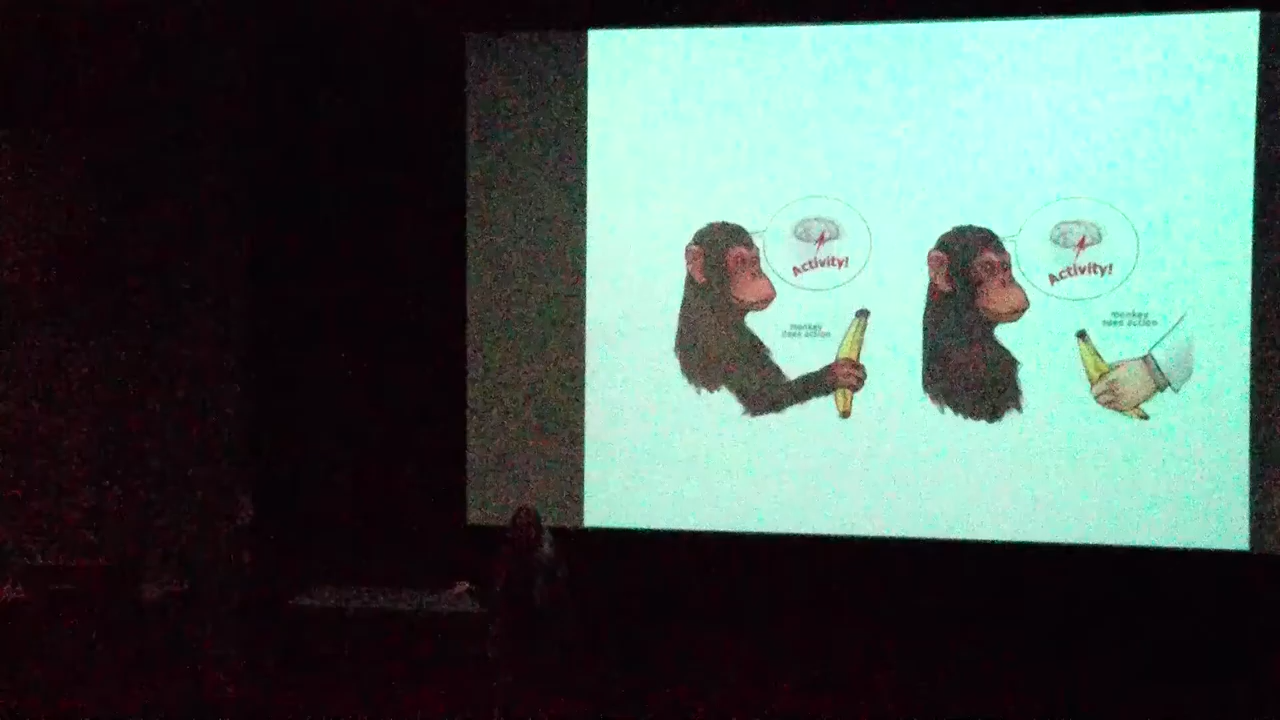 Activity!
monkey
does action
Activity!
monkey
sees action